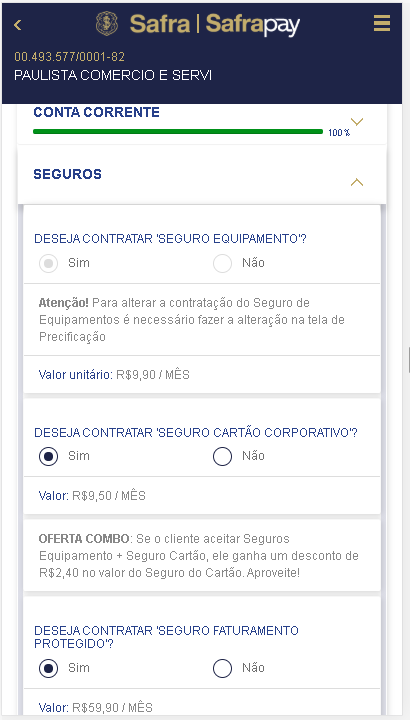 Safra | Safrapay
00.493.577/0001-82
PAULISTA COMERCIO E SERVI
CONTA CORRENTE
100%
SEGUROS
DESEJA CONTRATAR 'SEGURO EQUIPAMENTO'?
Sim Não
Atenção! Para alterar a contratação do Seguro de
Equipamentos é necessário fazer a alteração na tela de
Precificação
Valor unitário: R$9,90 / MÊS
DESEJA CONTRATAR 'SEGURO CARTÃO CORPORATIVO'?
Sim Não
Valor: R$9,50 / MÊS
OFERTA COMBO: Se o cliente aceitar Seguros
Equipamento + Seguro Cartão, ele ganha um desconto de
R$2,40 no valor do Seguro do Cartão. Aproveite!
DESEJA CONTRATAR 'SEGURO FATURAMENTO
PROTEGIDO'?
Sim Não
Valor: R$59,90 / MÊS